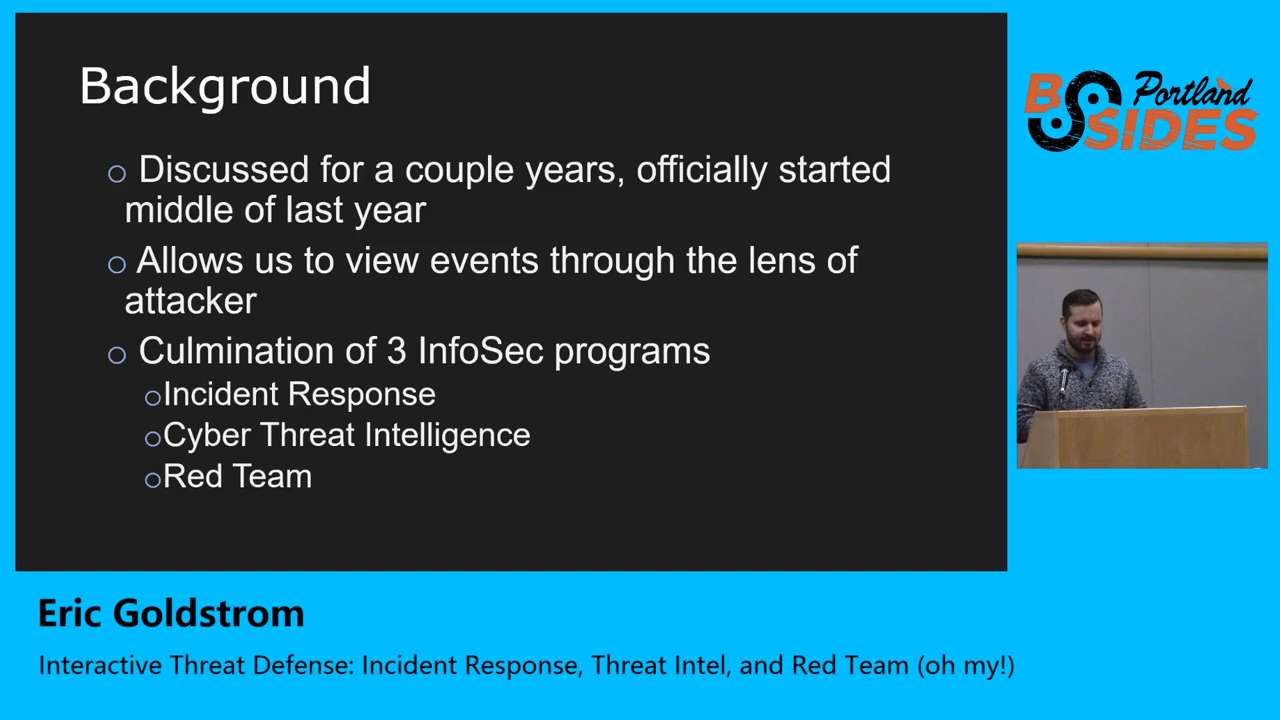 Background
Discussed for a couple years, officially started
middle of last year
Allows us to view events through the lens of
attacker
Culmination of 3 InfoSec programs
Incident Response
Cyber Threat Intelligence
Red Team
B SIDES Portland
Eric Goldstrom
Interactive Threat Defense: Incident Response, Threat Intel, and Red Team (oh my!)